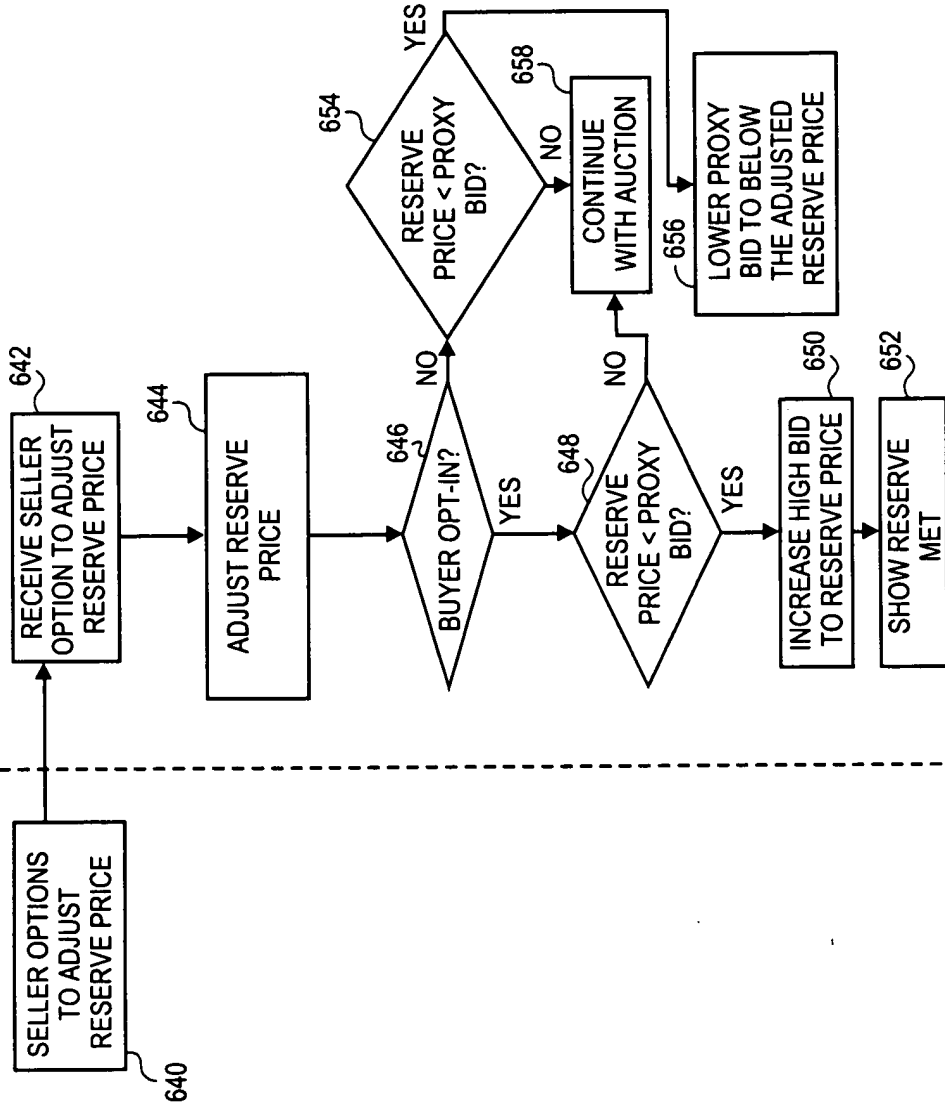 640
SELLER OPTIONS
TO ADJUST
RESERVE PRICE
642
RECEIVE SELLER
OPTION TO ADJUST
RESERVE PRICE
644
ADJUST RESERVE
PRICE
646
BUYER OPT-IN?
NO
YES
654
RESERVE
PRICE < PROXY
BID?
YES
NO
648
RESERVE
PRICE < PROXY
BID?
NO
YES
658
CONTINUE
WITH AUCTION
656
LOWER PROXY
BID TO BELOW
THE ADJUSTED
RESERVE PRICE
650
INCREASE HIGH BID
TO RESERVE PRICE
652
SHOW RESERVE
MET